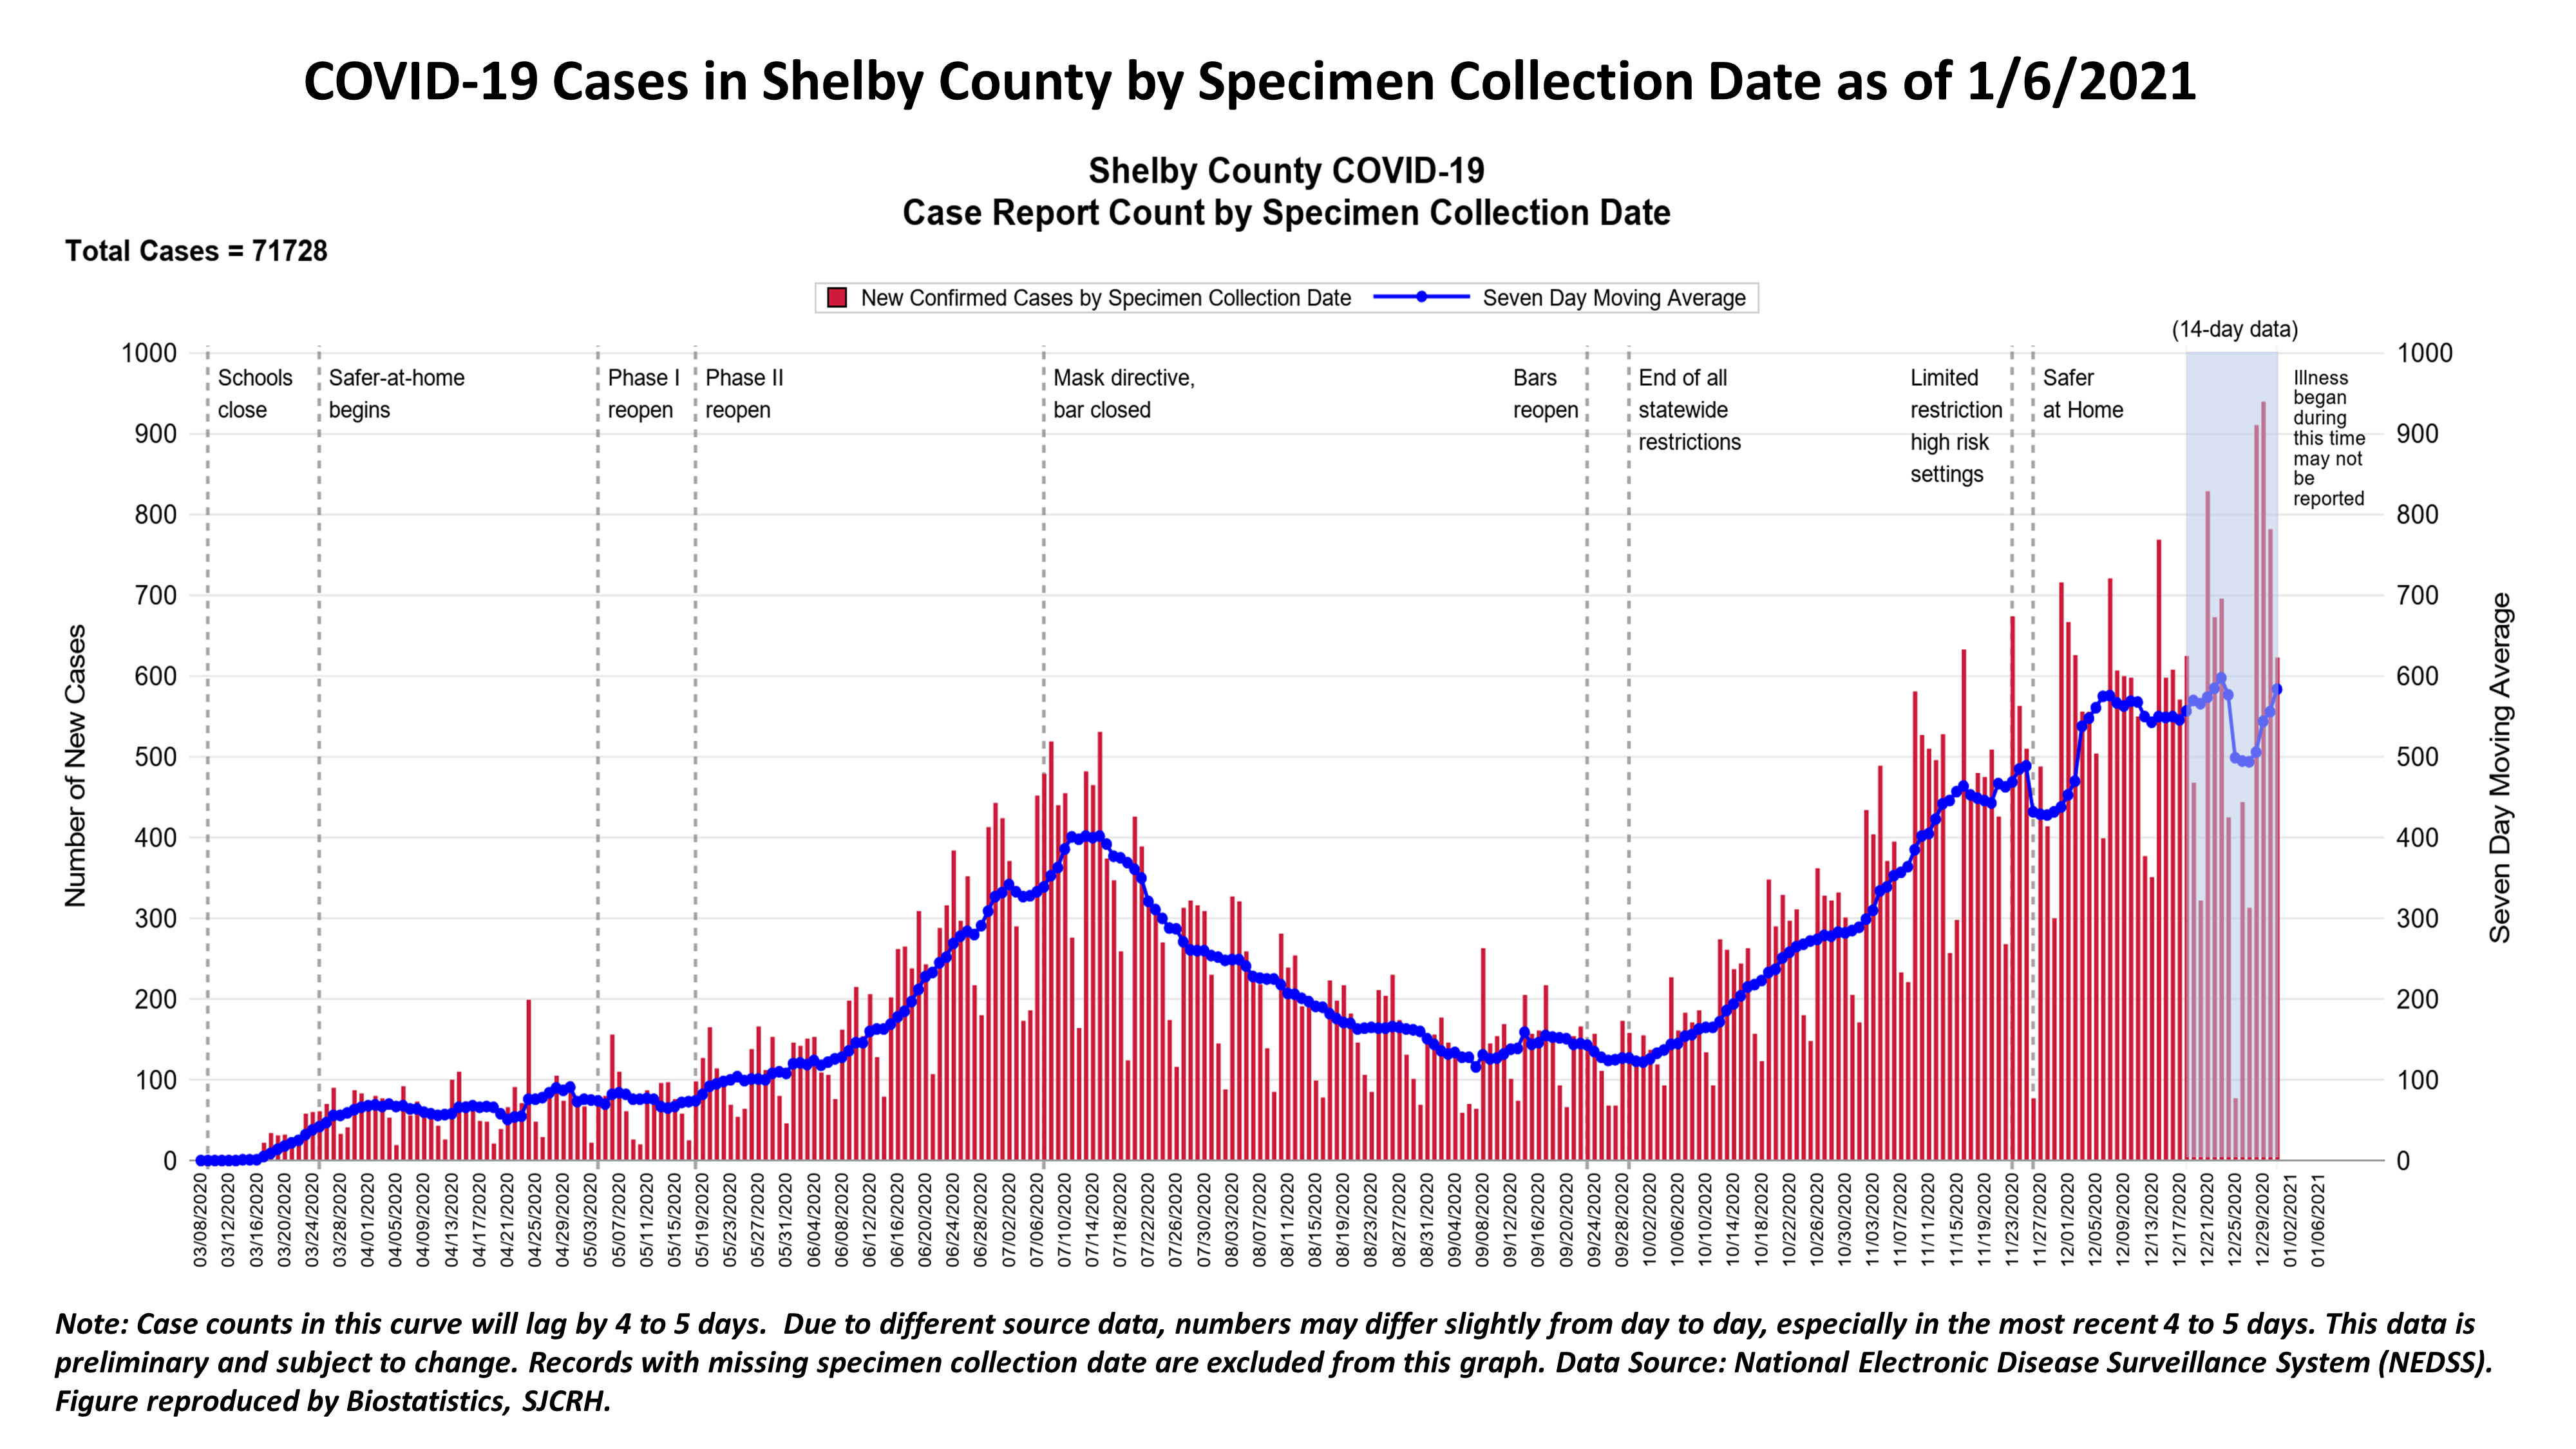 COVID-19 Cases in Shelby County by Specimen Collection Date as of 1/6/2021
Shelby County COVID-19
Case Report Count by Specimen Collection Date
Total Cases = 71728
New Confirmed Cases by Specimen Collection Date
Seven Day Moving Average
(14-day data)
Schools
close
Safer-at-home
begins
Phase I
reopen
Phase II
reopen
Mask directive,
bar closed
Bars
reopen
End of all
statewide
restrictions
Limited
restriction
high risk
settings
Safer
at Home
Illness
began
during
this time
may not
be
reported
Number of New Cases
1000
900
800
700
600
500
400
300
200
100
0
1000
900
800
700
600
500
400
300
200
100
0
Seven Day Moving Average
03/08/2020
03/12/2020
03/16/2020
03/20/2020
03/24/2020
03/28/2020
04/01/2020
04/05/2020
04/09/2020
04/13/2020
04/17/2020
04/21/2020
04/25/2020
04/29/2020
05/03/2020
05/07/2020
05/11/2020
05/15/2020
05/19/2020
05/23/2020
05/27/2020
05/31/2020
06/04/2020
06/08/2020
06/12/2020
06/16/2020
06/20/2020
06/24/2020
06/28/2020
07/02/2020
07/06/2020
07/10/2020
07/14/2020
07/18/2020
07/22/2020
07/26/2020
07/30/2020
08/03/2020
08/07/2020
08/11/2020
08/15/2020
08/19/2020
08/23/2020
08/27/2020
08/31/2020
09/04/2020
09/08/2020
09/12/2020
09/16/2020
09/20/2020
09/24/2020
09/28/2020
10/02/2020
10/06/2020
10/10/2020
10/14/2020
10/18/2020
10/22/2020
10/26/2020
10/30/2020
11/03/2020
11/07/2020
11/11/2020
11/15/2020
11/19/2020
11/23/2020
11/27/2020
12/01/2020
12/05/2020
12/09/2020
12/13/2020
12/17/2020
12/21/2020
12/25/2020
12/29/2020
01/02/2021
01/06/2021
Note: Case counts in this curve will lag by 4 to 5 days.  Due to different source data, numbers may differ slightly from day to day, especially in the most recent 4 to 5 days. This data is
preliminary and subject to change. Records with missing specimen collection date are excluded from this graph. Data Source: National Electronic Disease Surveillance System (NEDSS).
Figure reproduced by Biostatistics, SJCRH.